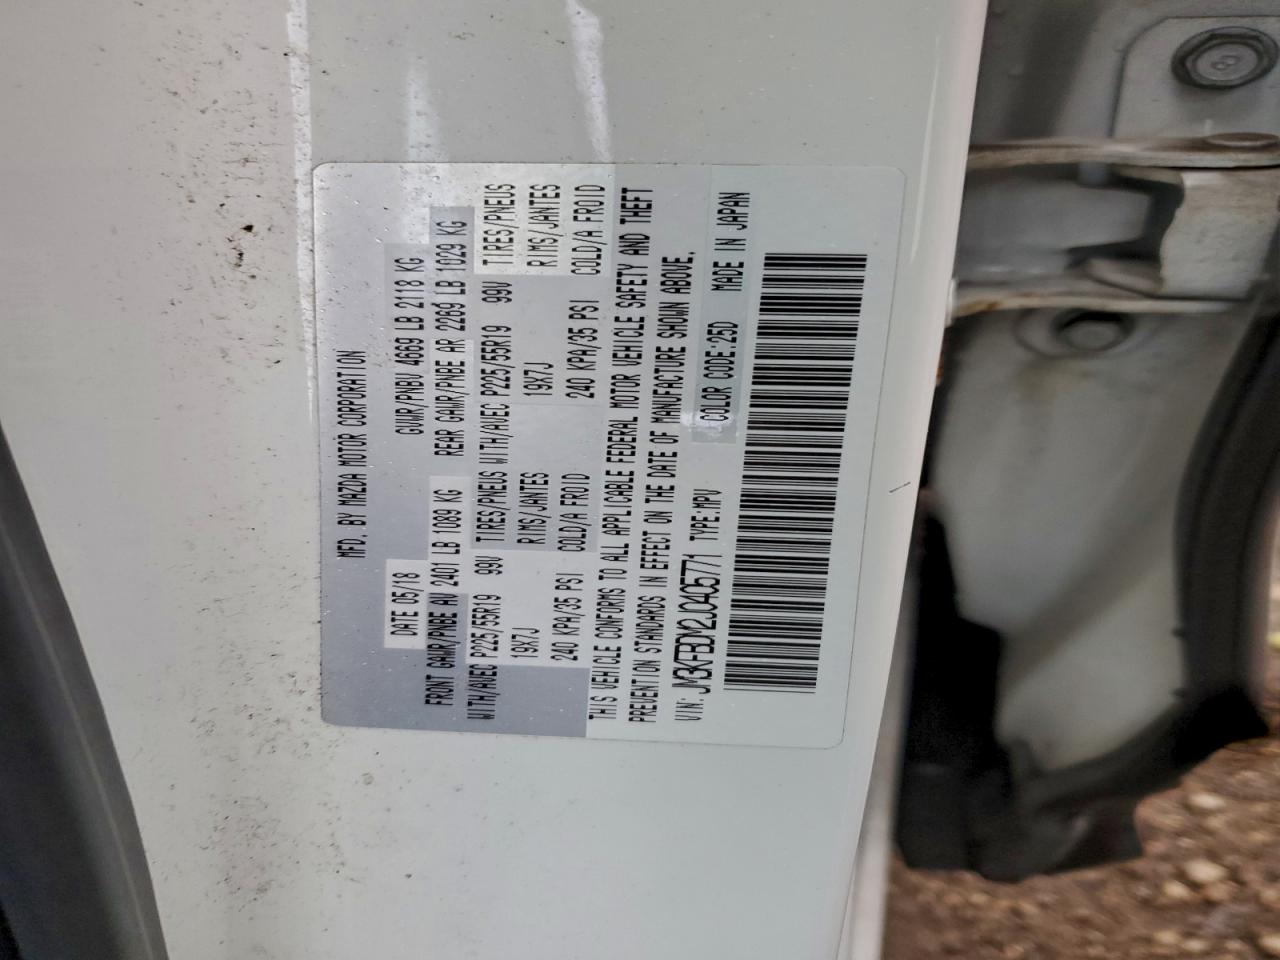 MFD. BY MAZDA MOTOR CORPORATION
DATE 05/18 GVWR/PNBV 4669 LB 2118 KG
FRONT GAWR/PNBE AV 2401 LB 1089 KG REAR GAWR/PNBE AR 2269 LB 1029 KG
WITH/AVEC P225/55R19 99V TIRES/PNEUS WITH/AVEC P225/55R19 99V TIRES/PNEUS
19X7J RIMS/JANTES 19X7J RIMS/JANTES
240 KPA/35 PSI COLD/A FROID 240 KPA/35 PSI COLD/A FROID
THIS VEHICLE CONFORMS TO ALL APPLICABLE FEDERAL MOTOR VEHICLE SAFETY AND THEFT
PREVENTION STANDARDS IN EFFECT ON THE DATE OF MANUFACTURE SHOWN ABOVE.
VIN: JM3KFBDM2J0405771 TYPE:MPV COLOR CODE:25D MADE IN JAPAN
8